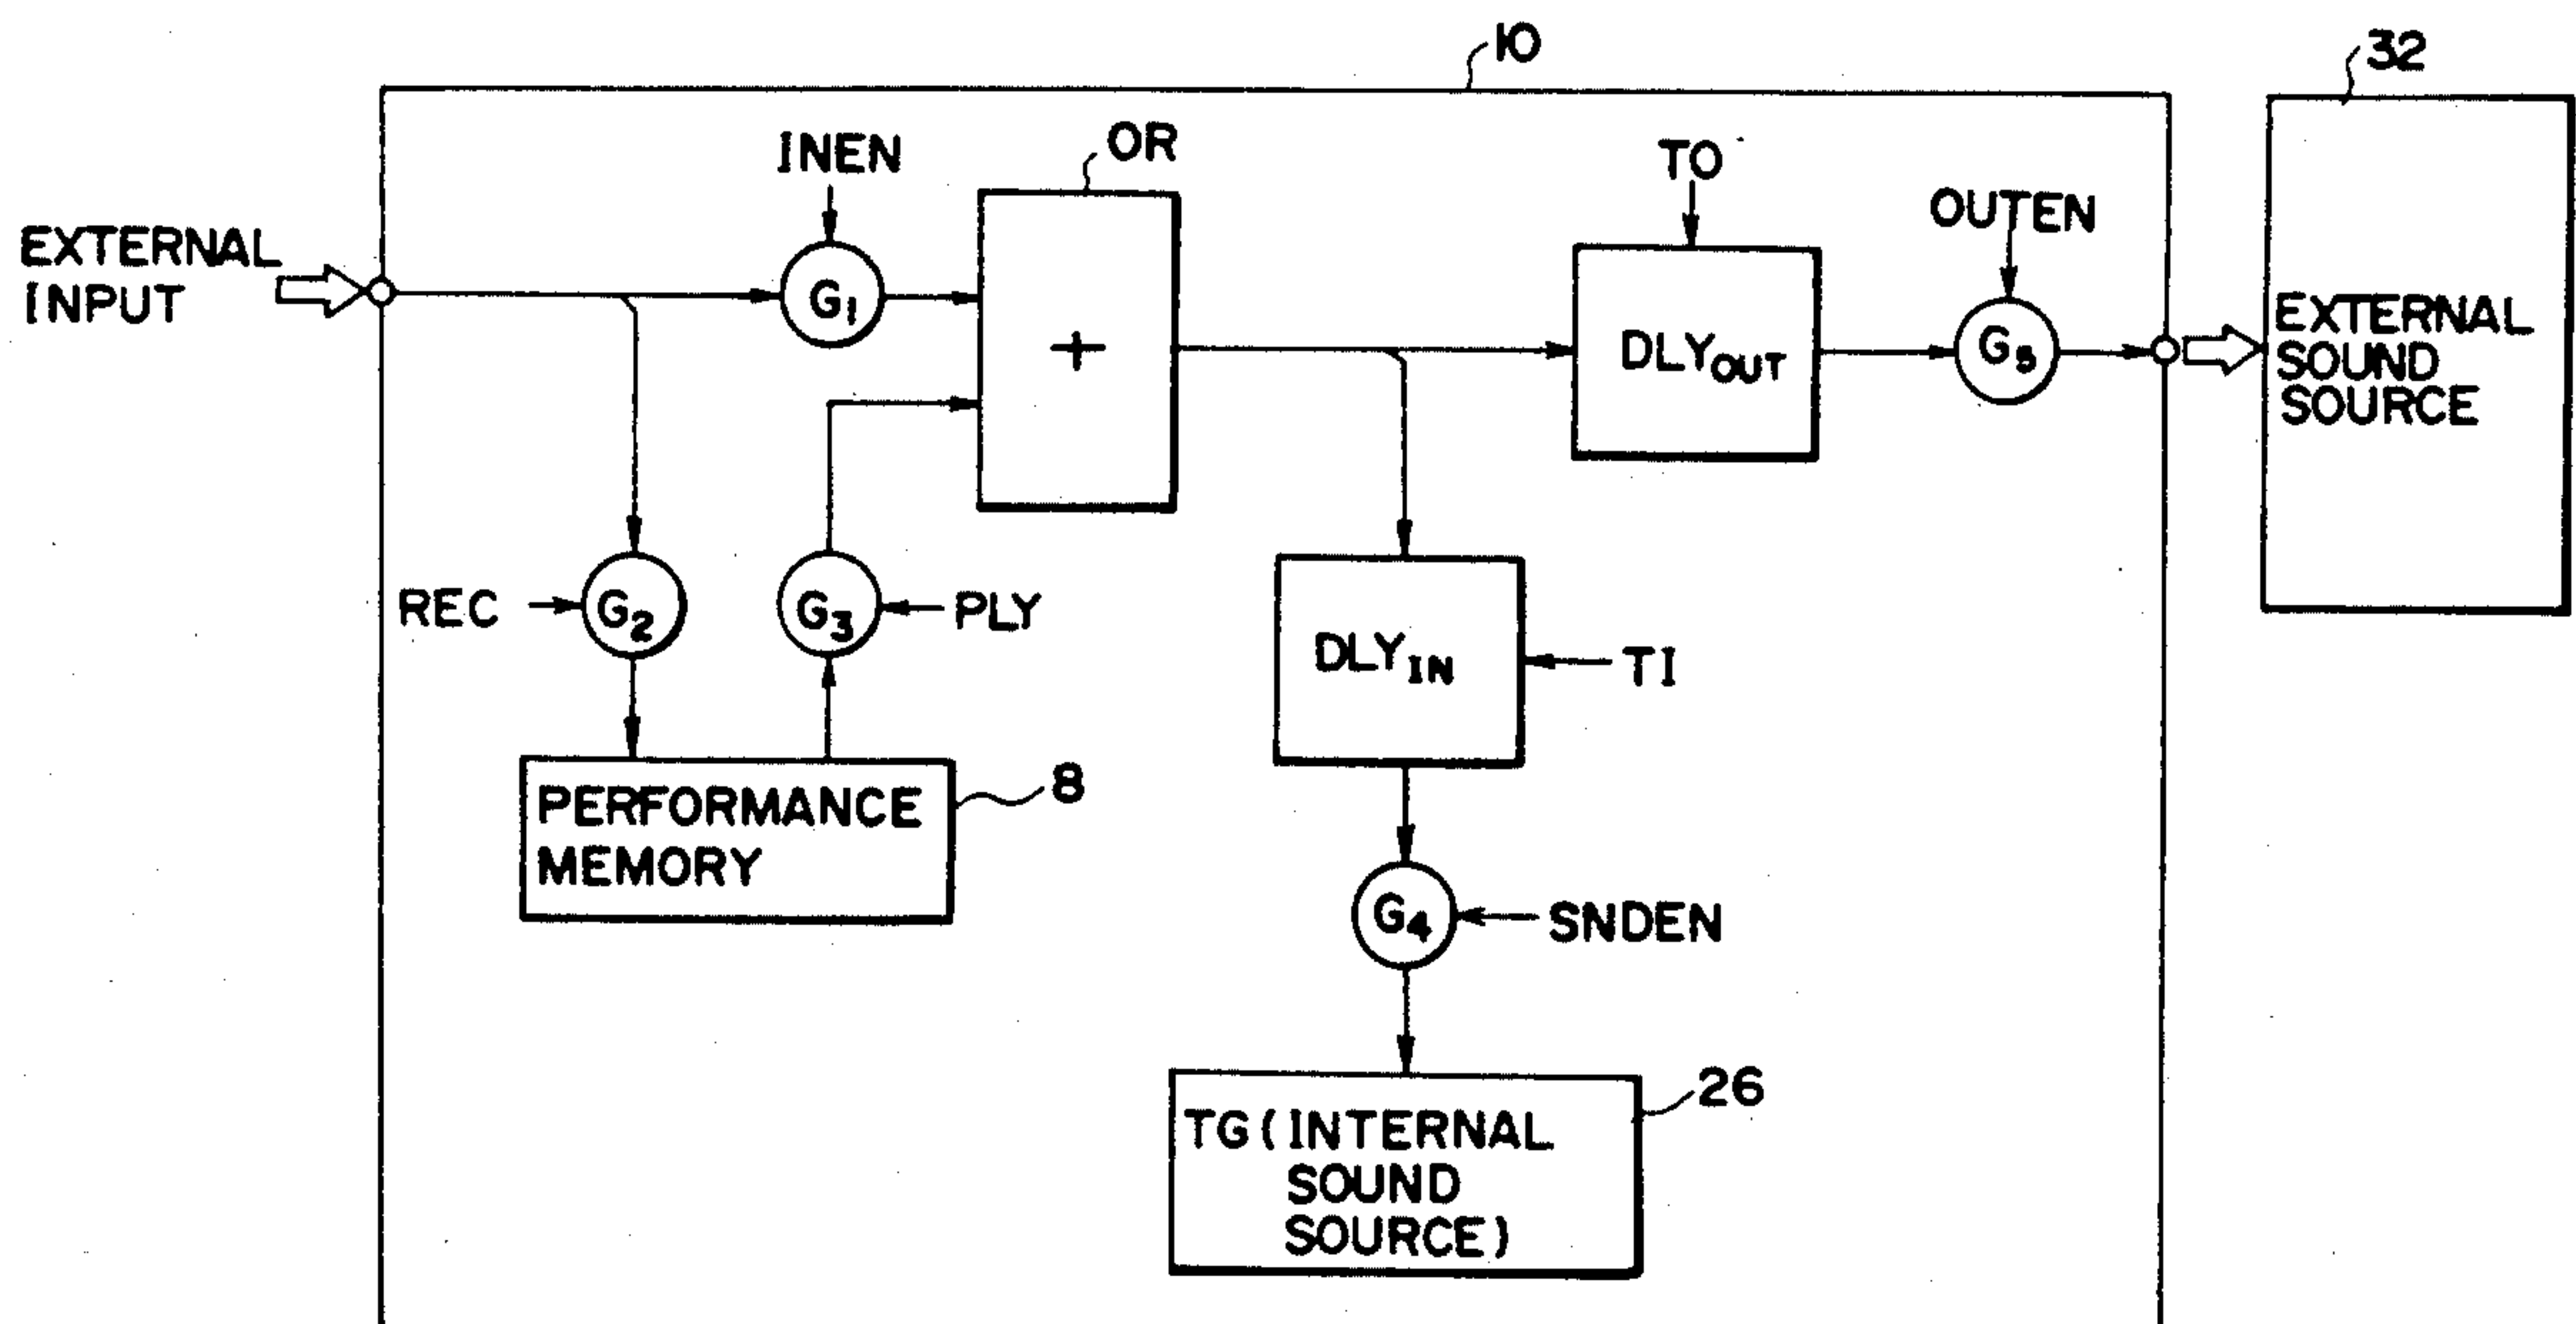 10
32
INEN
OR
TO
OUTEN
EXTERNAL
INPUT
G1
+
DLYOUT
G5
EXTERNAL
SOUND
SOURCE
REC
G2
G3
PLY
DLYIN
TI
PERFORMANCE
MEMORY
8
G4
SNDEN
TG(INTERNAL
SOUND
SOURCE)
26